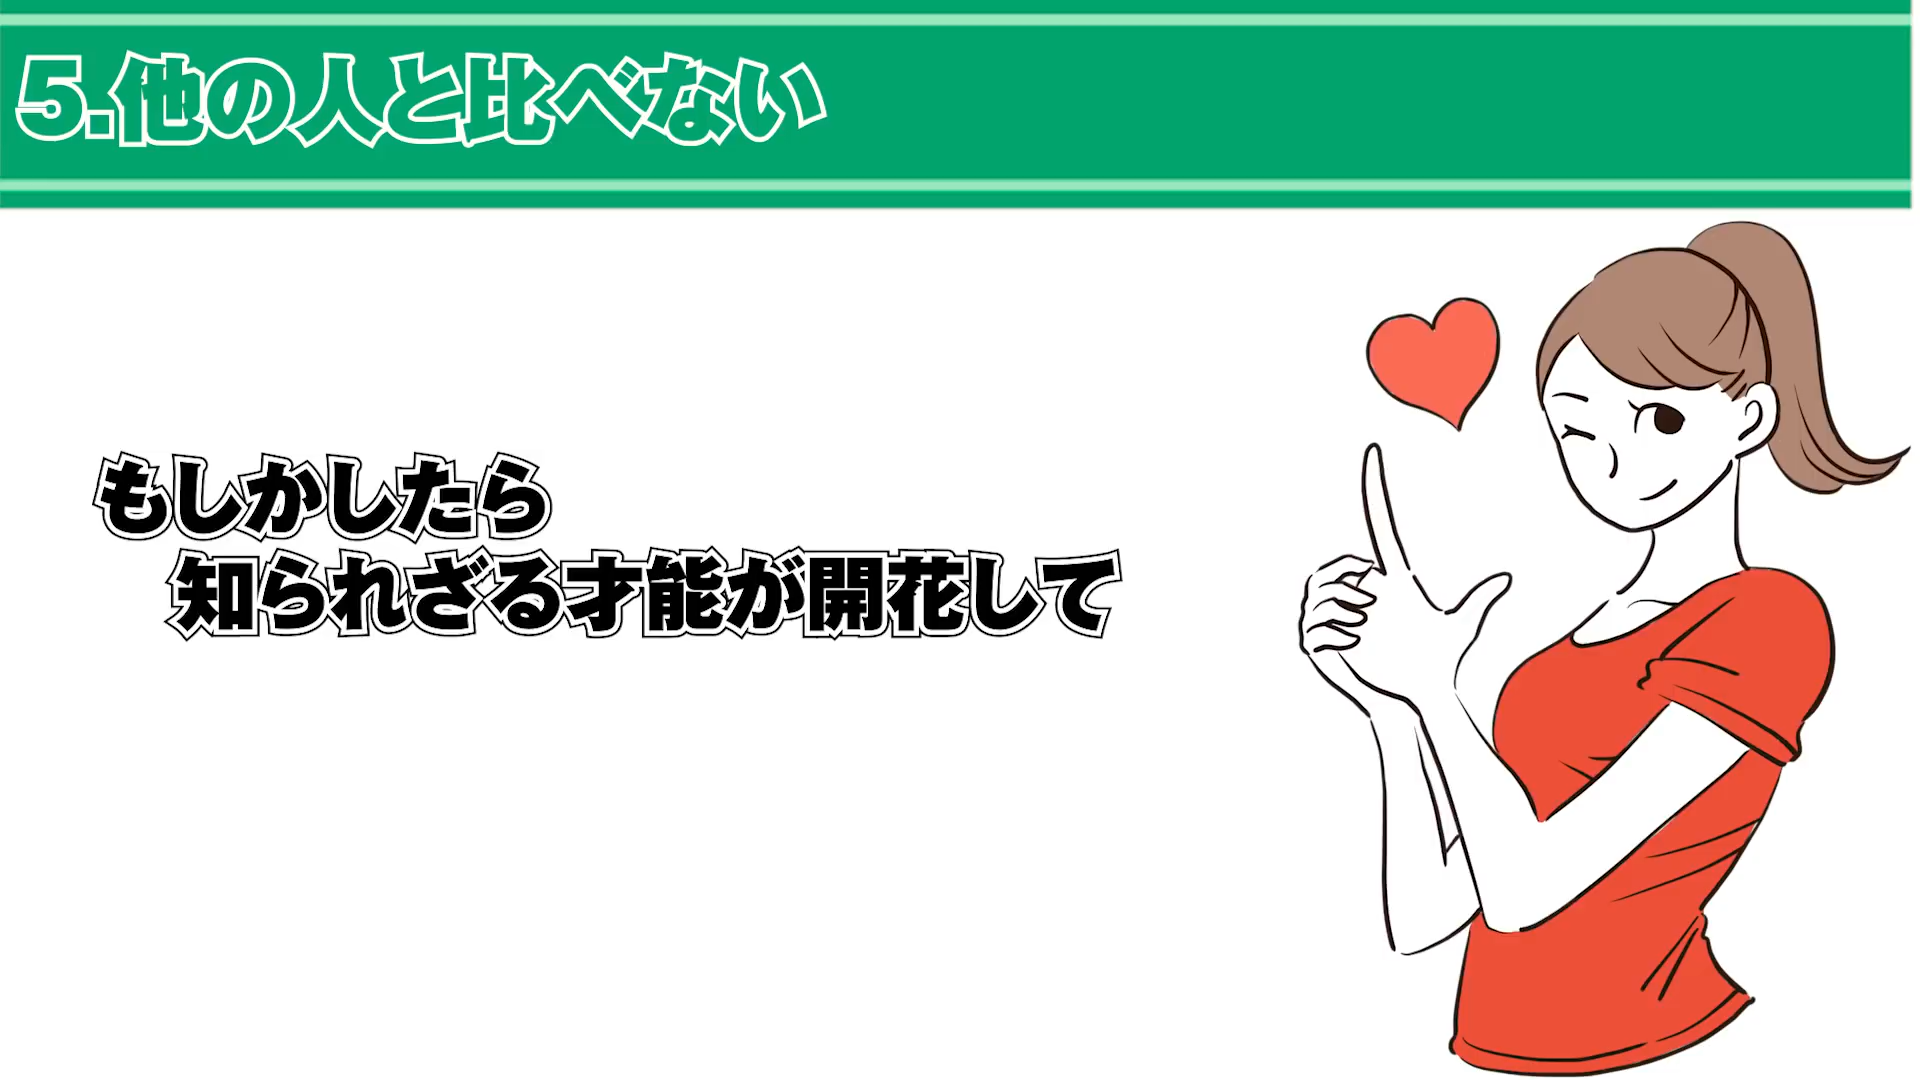 5.他の人と比べない
もしかしたら
知られざる才能が開花して